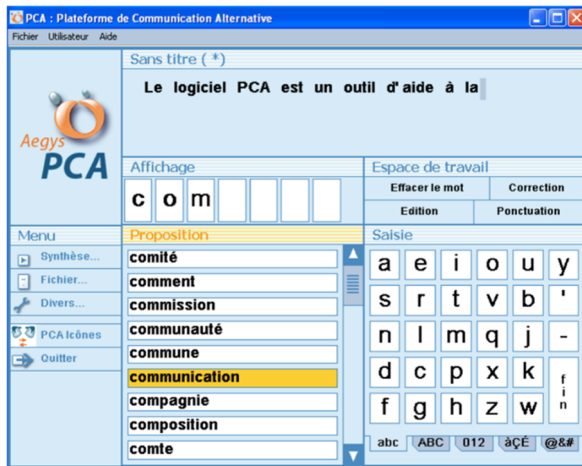 PCA : Plateforme de Communication Alternative
Fichier Utilisateur Aide
Sans titre ( *)
Le logiciel PCA est un outil d'aide à la
Aegys
PCA
Affichage
c o m
Espace de travail
Effacer le mot Correction
Edition Ponctuation
Menu
Synthèse...
Fichier...
Divers...
PCA Icônes
Quitter
Proposition
comité
comment
commission
communauté
commune
communication
compagnie
composition
comte
Saisie
a e i o u y
s r t v b '
n l m q j -
d c p x k fin
f g h z w
abc ABC 012 àÇÉ @&#